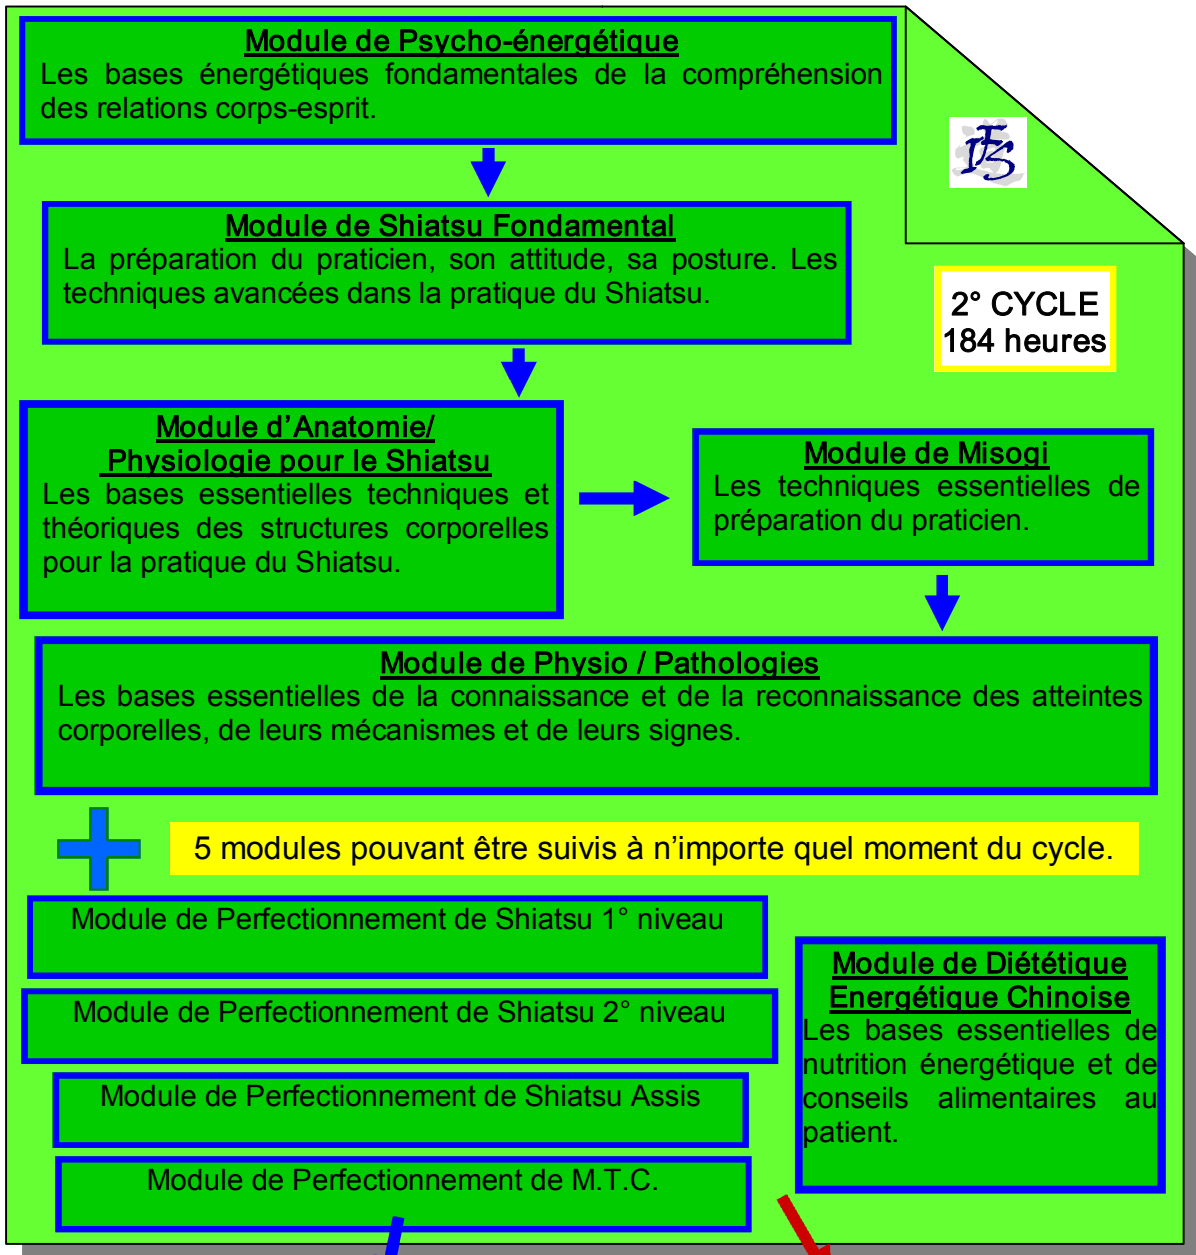 Module de Psycho-énergétique
Les bases énergétiques fondamentales de la compréhension
des relations corps-esprit.
IFS
Module de Shiatsu Fondamental
La préparation du praticien, son attitude, sa posture. Les
techniques avancées dans la pratique du Shiatsu.
2° CYCLE
184 heures
Module d’Anatomie/
Physiologie pour le Shiatsu
Les bases essentielles techniques et
théoriques des structures corporelles
pour la pratique du Shiatsu.
Module de Misogi
Les techniques essentielles de
préparation du praticien.
Module de Physio / Pathologies
Les bases essentielles de la connaissance et de la reconnaissance des atteintes
corporelles, de leurs mécanismes et de leurs signes.
5 modules pouvant être suivis à n’importe quel moment du cycle.
Module de Perfectionnement de Shiatsu 1° niveau
Module de Perfectionnement de Shiatsu 2° niveau
Module de Perfectionnement de Shiatsu Assis
Module de Perfectionnement de M.T.C.
Module de Diététique
Energétique Chinoise
Les bases essentielles de
nutrition énergétique et de
conseils alimentaires au
patient.